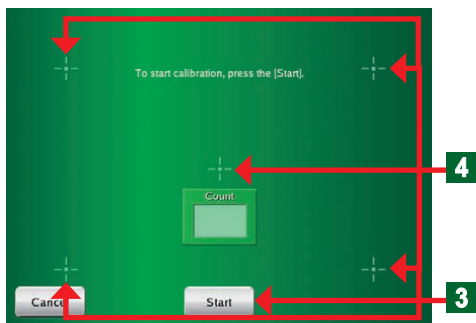 To start calibration, press the [Start].
4
Count
Cancel
Start
3